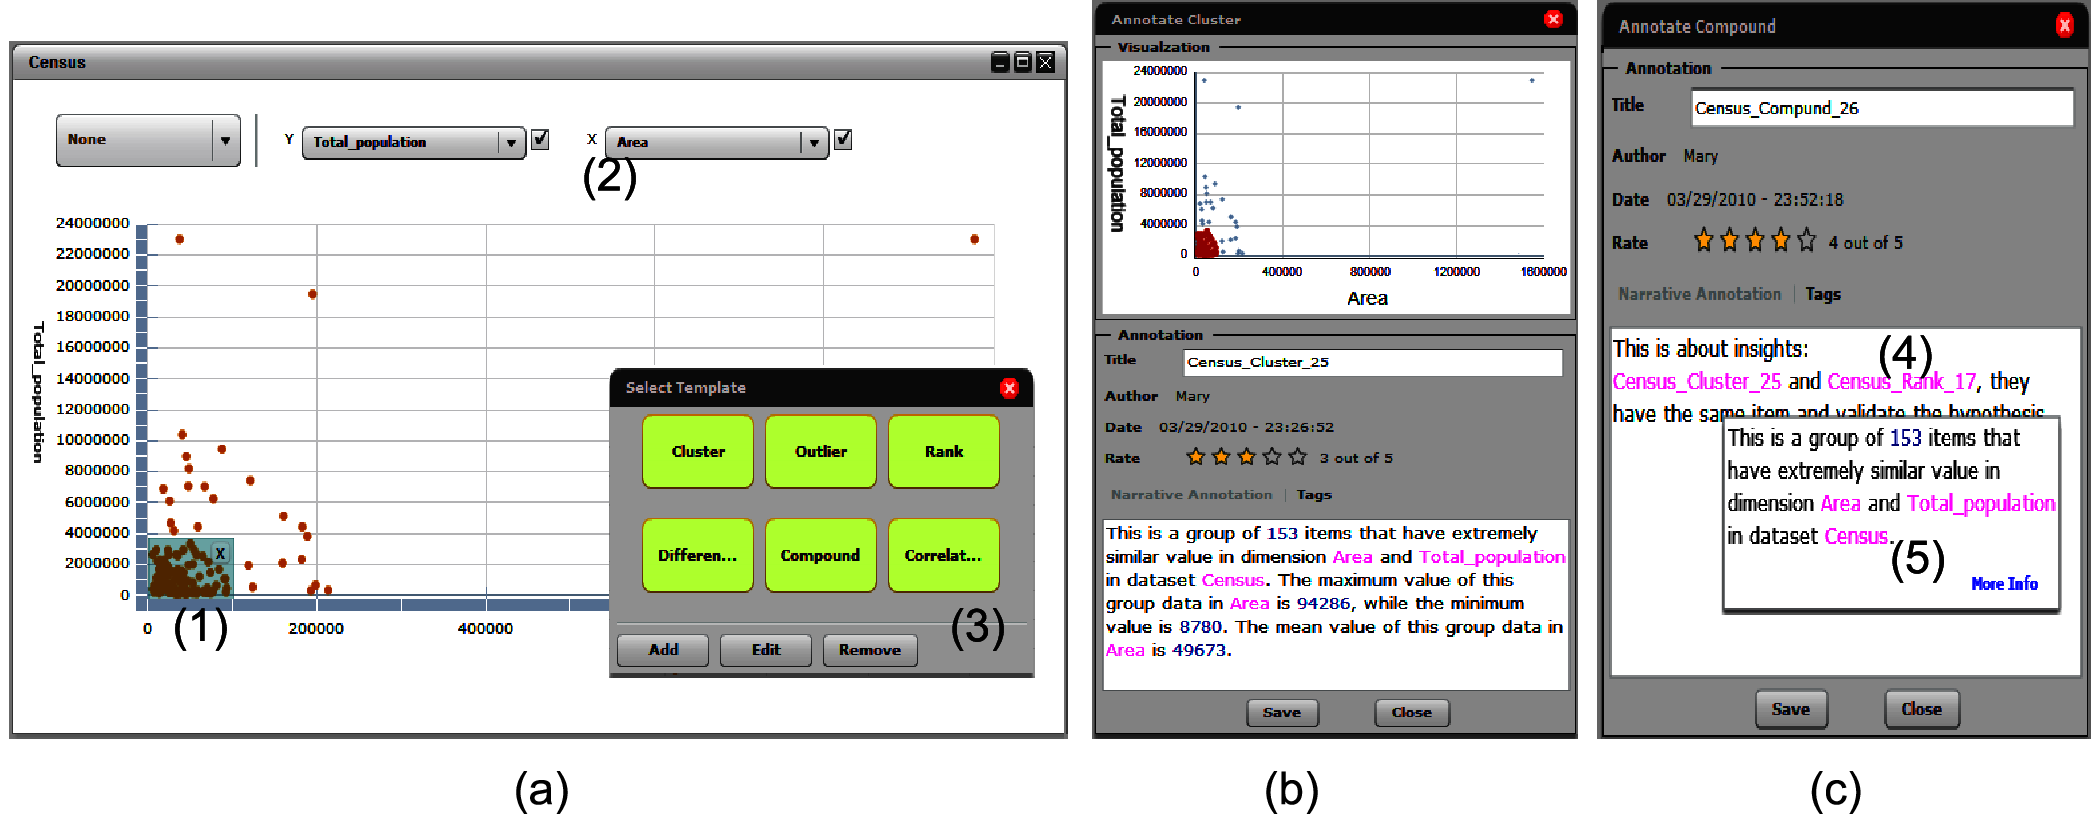 Census
None
Y Total_population
X Area
(2)
24000000
22000000
20000000
18000000
16000000
14000000
12000000
10000000
8000000
6000000
4000000
2000000
0
Total_population
X
(1)
0 200000 400000
Select Template
Cluster Outlier Rank
Differen... Compound Correlat...
(3)
Add Edit Remove
(a)
Annotate Cluster
Visualzation
24000000
20000000
16000000
12000000
8000000
4000000
0
Total_population
0 400000 800000 1200000 1600000
Area
Annotation
Title Census_Cluster_25
Author Mary
Date 03/29/2010 - 23:26:52
Rate 3 out of 5
Narrative Annotation | Tags
This is a group of 153 items that have extremely
similar value in dimension Area and Total_population
in dataset Census. The maximum value of this
group data in Area is 94286, while the minimum
value is 8780. The mean value of this group data in
Area is 49673.
Save Close
(b)
Annotate Compound
Annotation
Title Census_Compund_26
Author Mary
Date 03/29/2010 - 23:52:18
Rate 4 out of 5
Narrative Annotation | Tags
This is about insights:
(4)
Census_Cluster_25 and Census_Rank_17, they
have the same item and validate the hypothesis
This is a group of 153 items that
have extremely similar value in
dimension Area and Total_population
in dataset Census.
(5)
More Info
Save Close
(c)